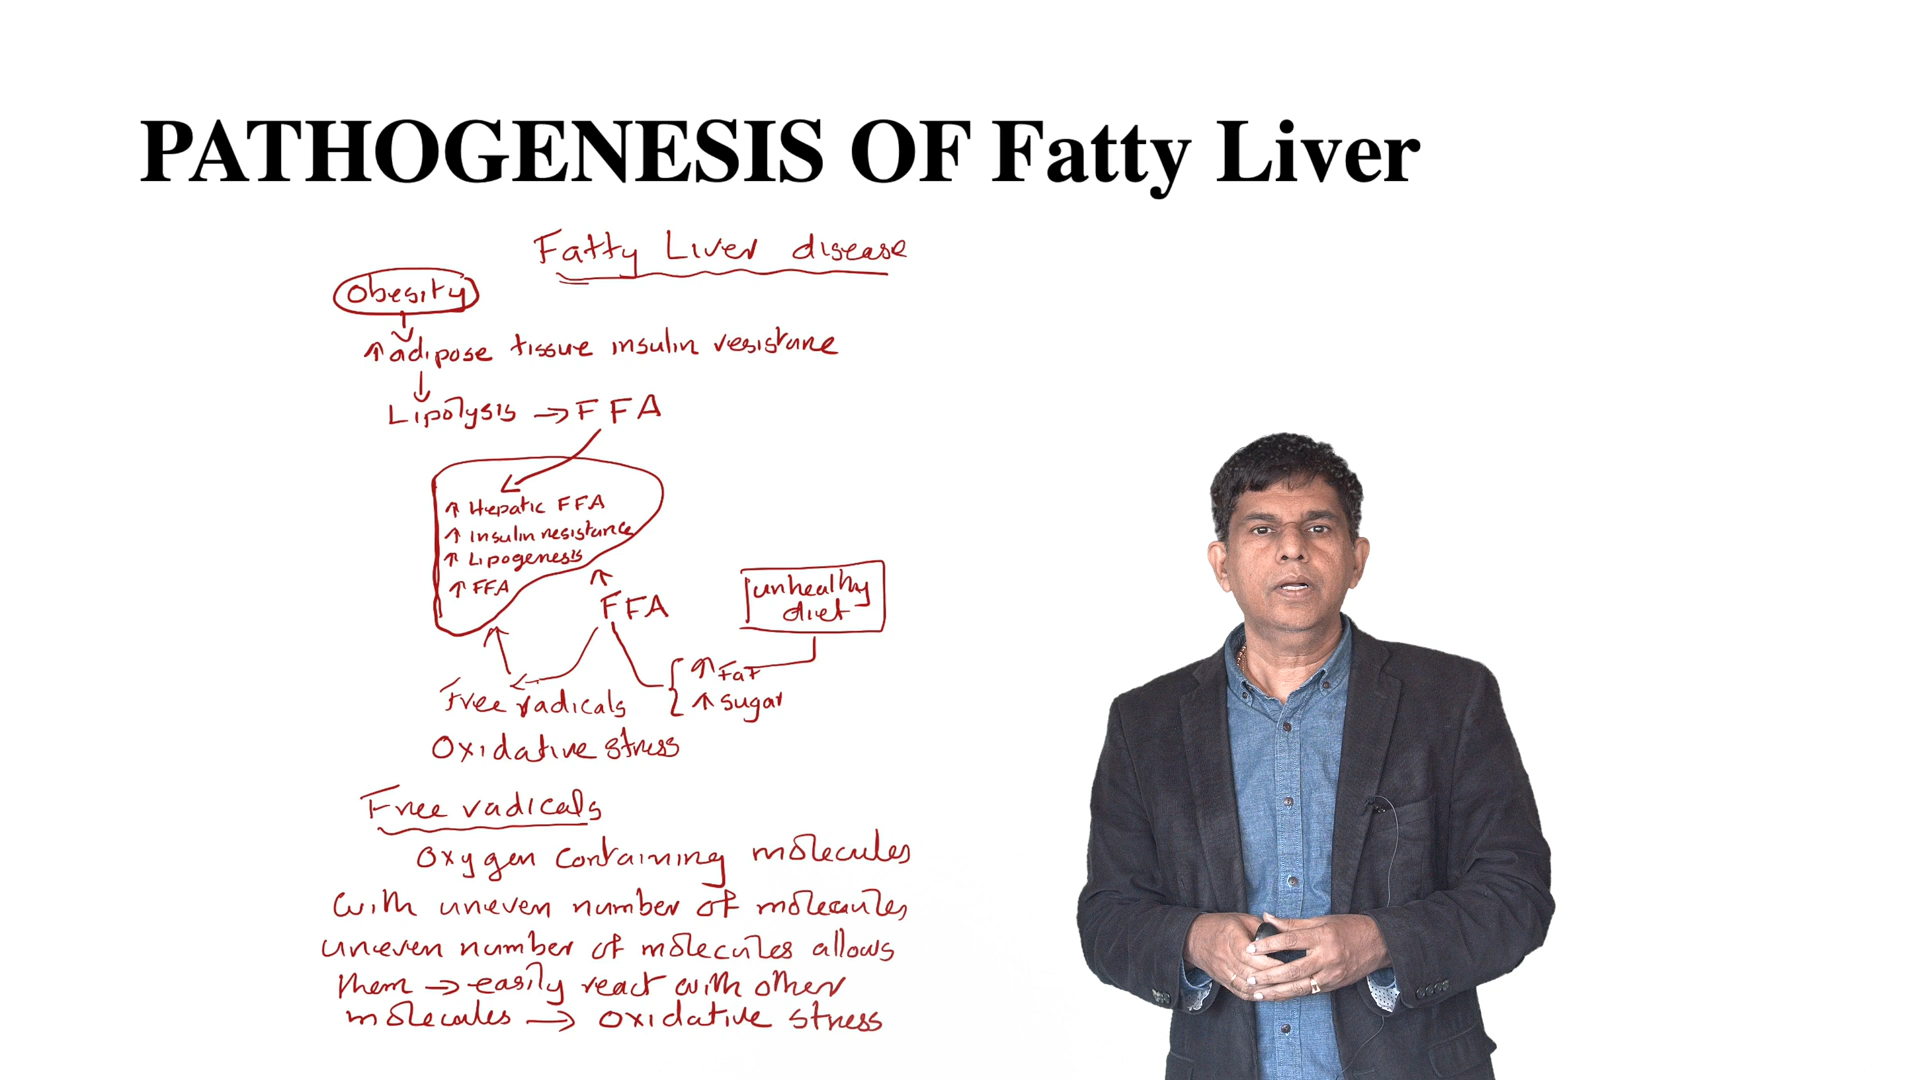 PATHOGENESIS OF Fatty Liver
Fatty Liver disease
Obesity
↓
↑ adipose tissue insulin resistance
↓
Lipolysis → FFA
↑ Hepatic FFA
↑ Insulin resistance
↑ Lipogenesis
↑ FFA
↑
FFA
unhealthy
diet
↑ Fat
↑ sugar
Free radicals
Oxidative stress
Free radicals
Oxygen containing molecules
with uneven number of molecules
uneven number of molecules allows
them → easily react with other
molecules → oxidative stress